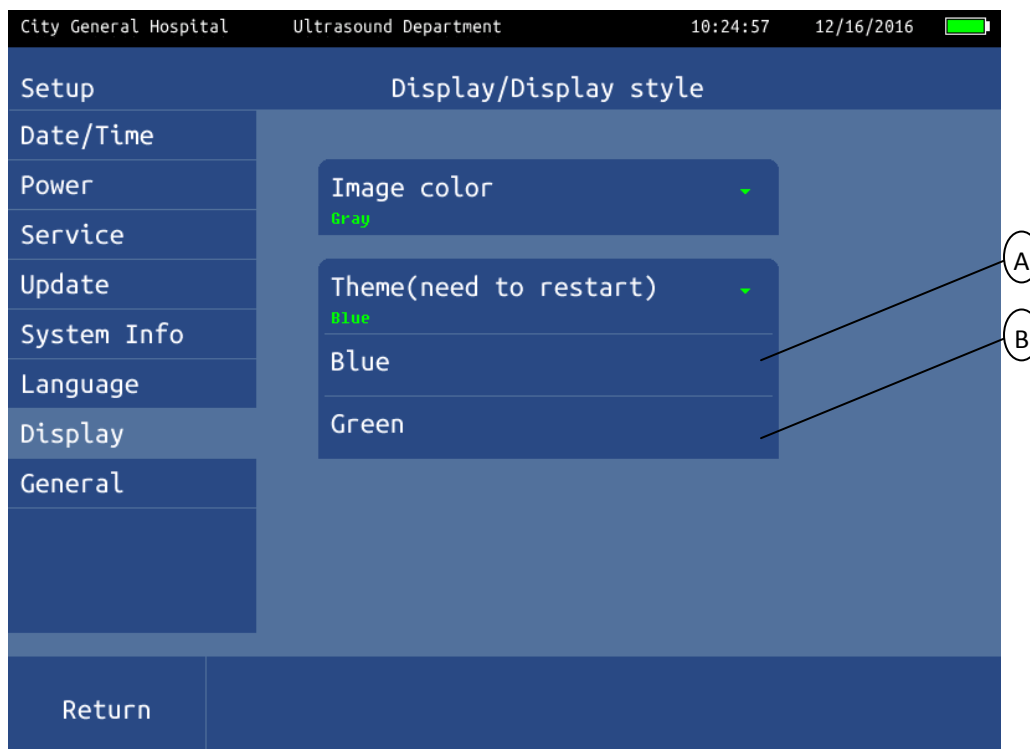 City General Hospital Ultrasound Department 10:24:57 12/16/2016
Setup Display/Display style
Date/Time
Power
Service
Update
System Info
Language
Display
General
Image color
Gray
Theme(need to restart)
Blue
Blue
Green
A
B
Return